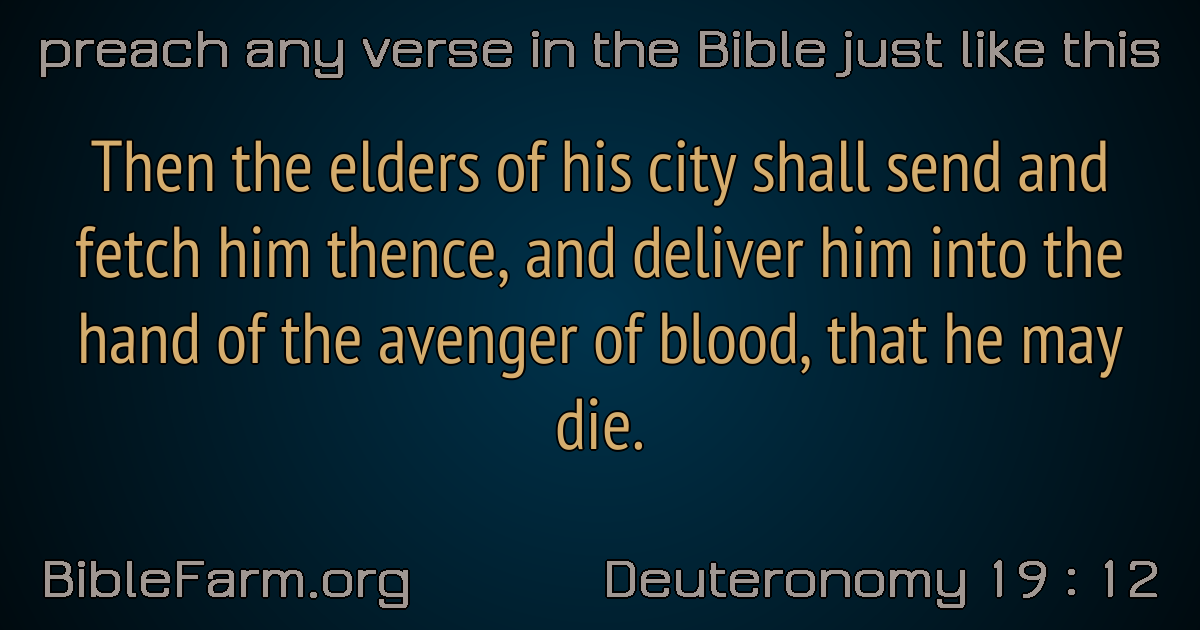 preach any verse in the Bible just like this
Then the elders of his city shall send and
fetch him thence, and deliver him into the
hand of the avenger of blood, that he may
die.
BibleFarm.org
Deuteronomy 19 : 12